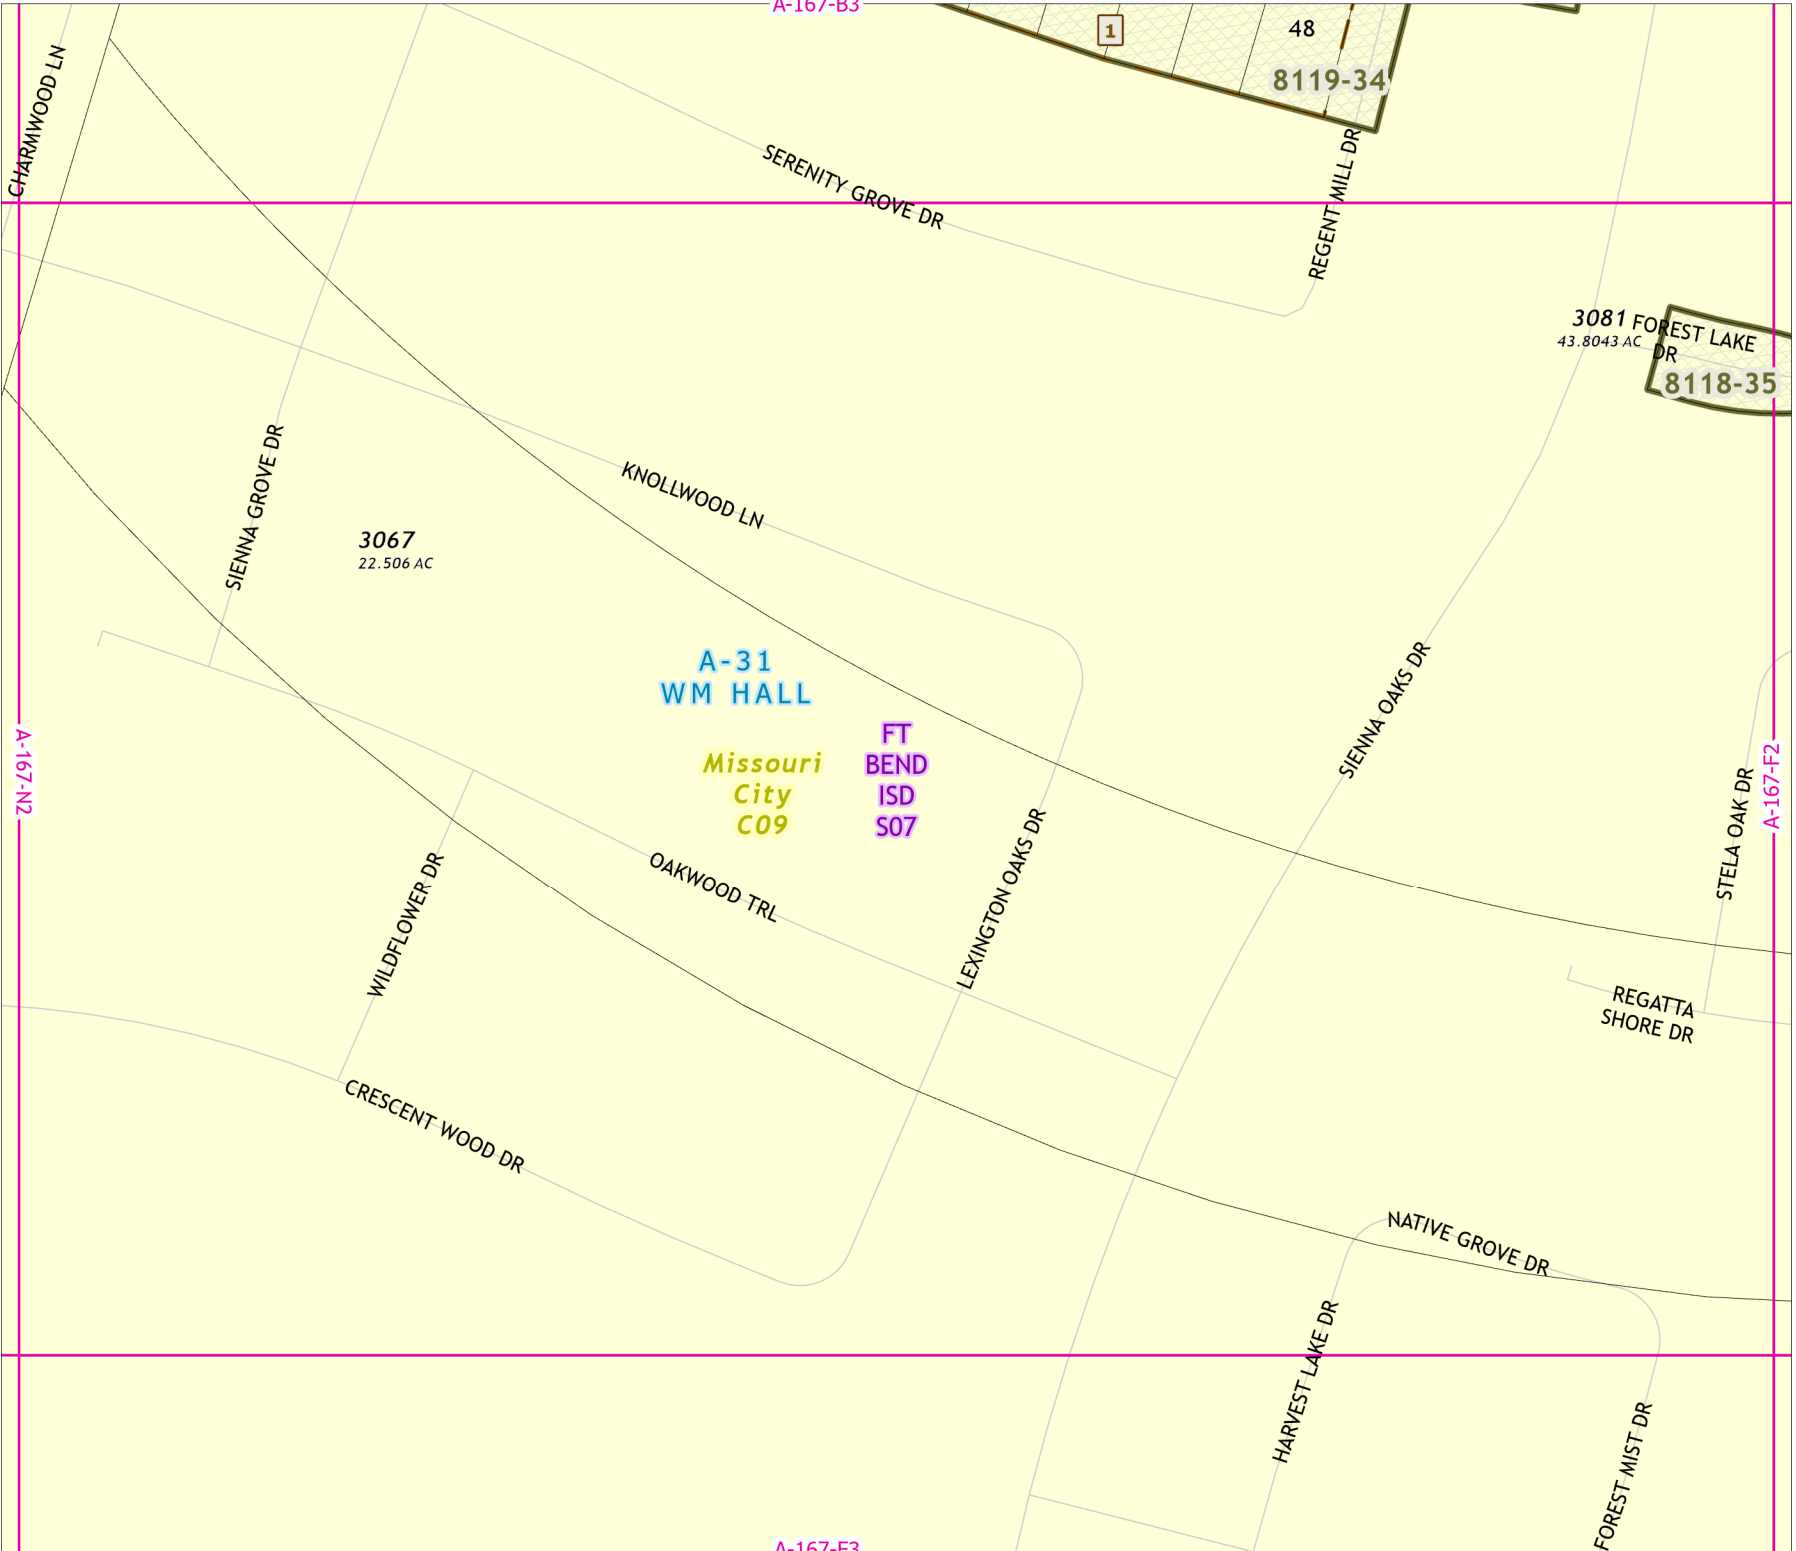 A-167-B3
1
48
8119-34
CHARMWOOD LN
SERENITY GROVE DR
REGENT MILL DR
3081
43.8043 AC
FOREST LAKE
DR
8118-35
SIENNA GROVE DR
KNOLLWOOD LN
3067
22.506 AC
A-31
WM HALL
FT
BEND
ISD
S07
Missouri
City
C09
SIENNA OAKS DR
A-167-N2
A-167-F2
STELA OAK DR
LEXINGTON OAKS DR
OAKWOOD TRL
WILDFLOWER DR
REGATTA
SHORE DR
CRESCENT WOOD DR
NATIVE GROVE DR
HARVEST LAKE DR
FOREST MIST DR